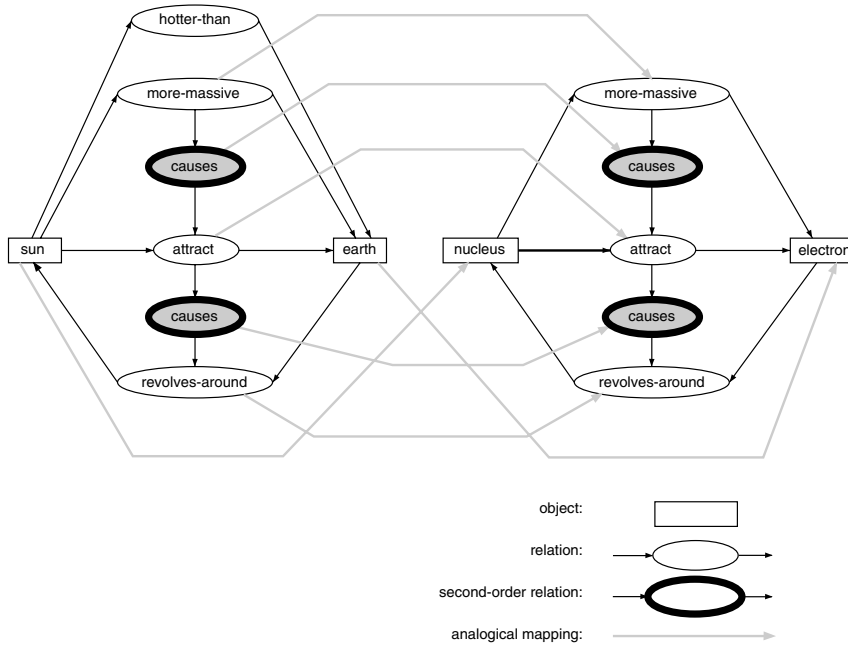 hotter-than
more-massive
more-massive
causes
causes
sun
attract
earth
nucleus
attract
electron
causes
causes
revolves-around
revolves-around
object:
relation:
second-order relation:
analogical mapping: